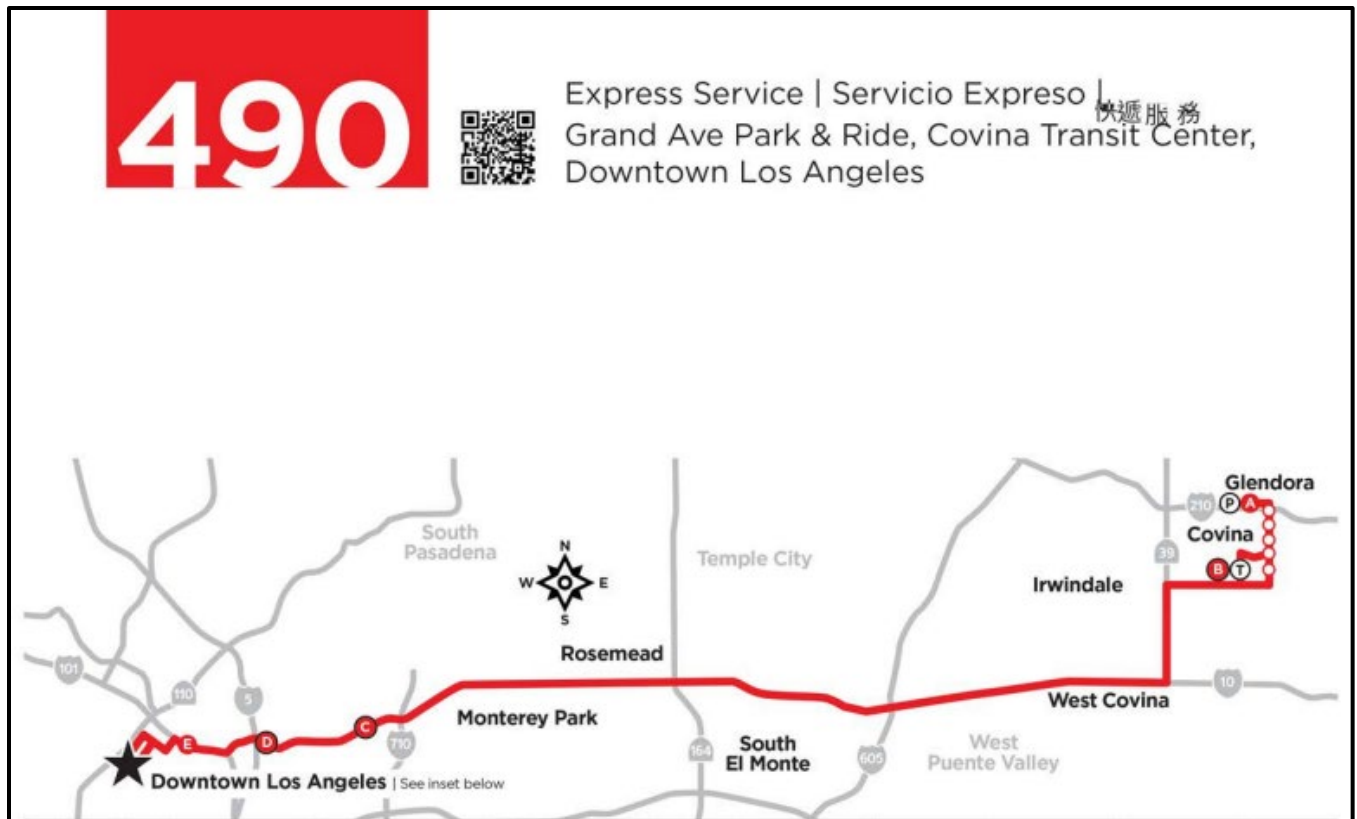 490
Express Service | Servicio Expreso |
快遞服務
Grand Ave Park & Ride, Covina Transit Center,
Downtown Los Angeles
Glendora
210
P
A
South
Pasadena
Covina
N
W
E
S
Temple City
39
B
T
Irwindale
Rosemead
101
110
5
10
West Covina
Monterey Park
C
D
E
710
164
South
El Monte
605
West
Puente Valley
Downtown Los Angeles | See inset below